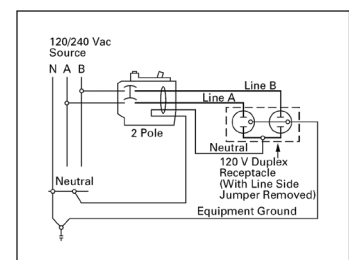 120/240 Vac
Source
N A B
Line B
Line A
2 Pole
Neutral
120 V Duplex
Receptacle
(With Line Side
Jumper Removed)
Neutral
Equipment Ground